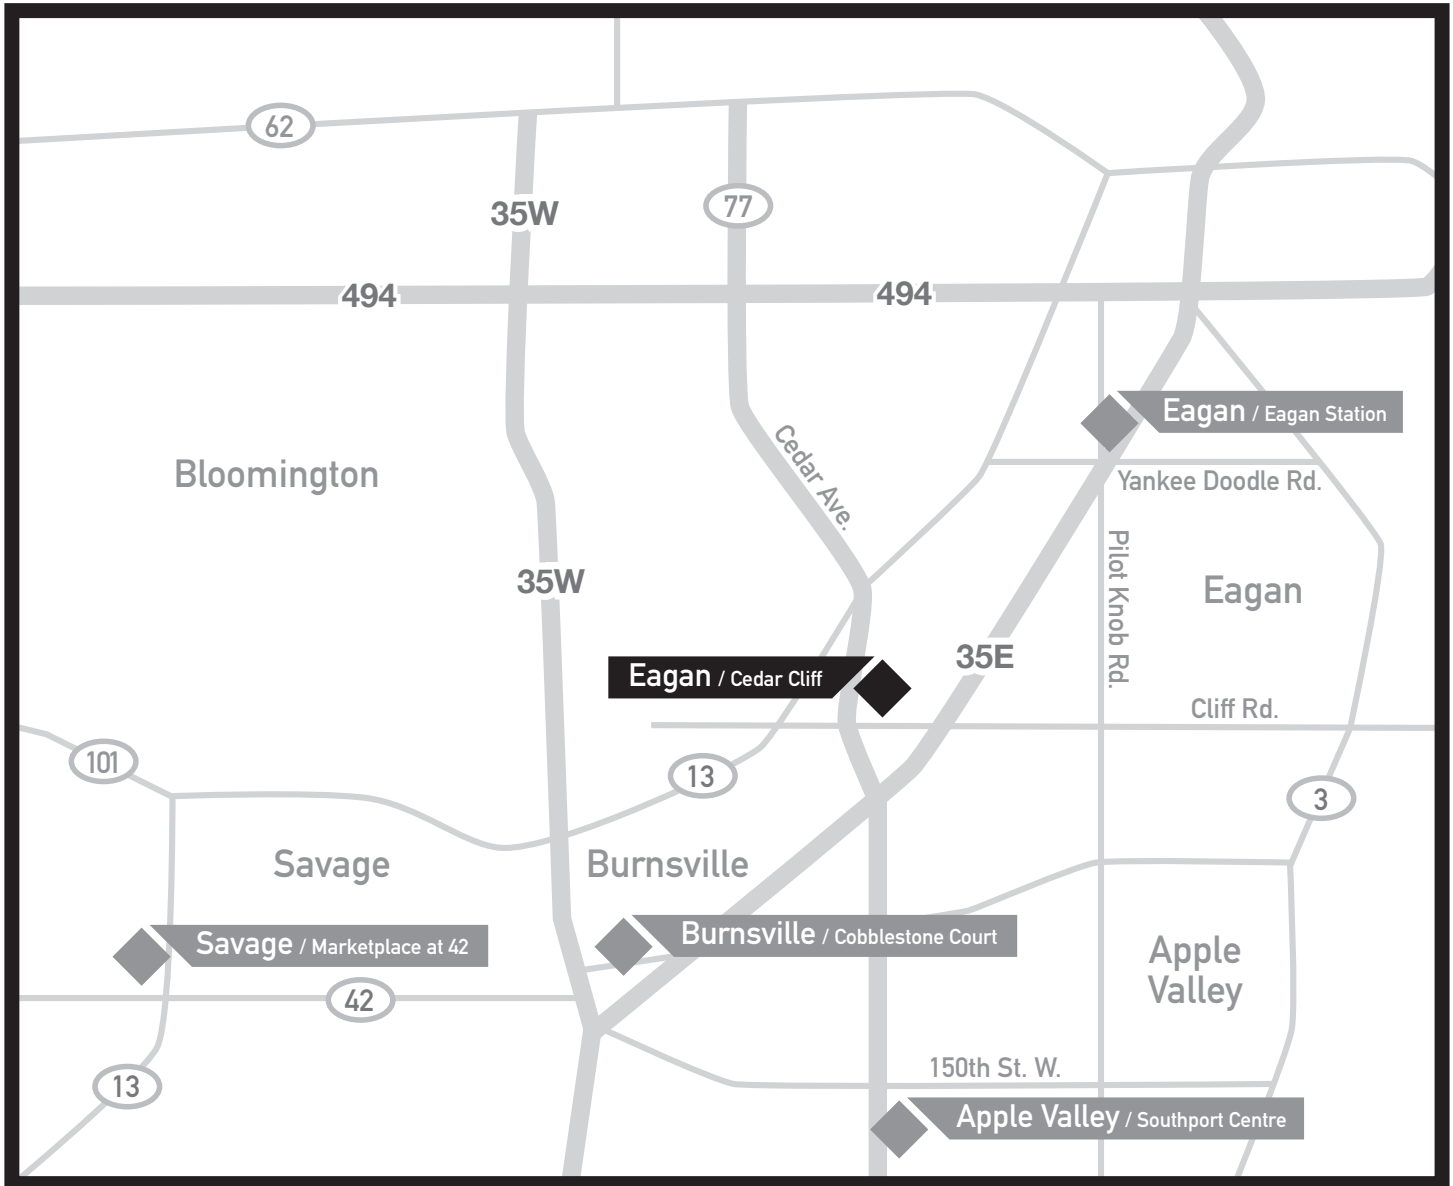 62
35W
77
494
494
Eagan / Eagan Station
Cedar Ave.
Bloomington
Yankee Doodle Rd.
Pilot Knob Rd.
35W
Eagan
35E
Eagan / Cedar Cliff
Cliff Rd.
101
13
3
Savage
Burnsville
Savage / Marketplace at 42
Burnsville / Cobblestone Court
Apple
Valley
42
150th St. W.
13
Apple Valley / Southport Centre